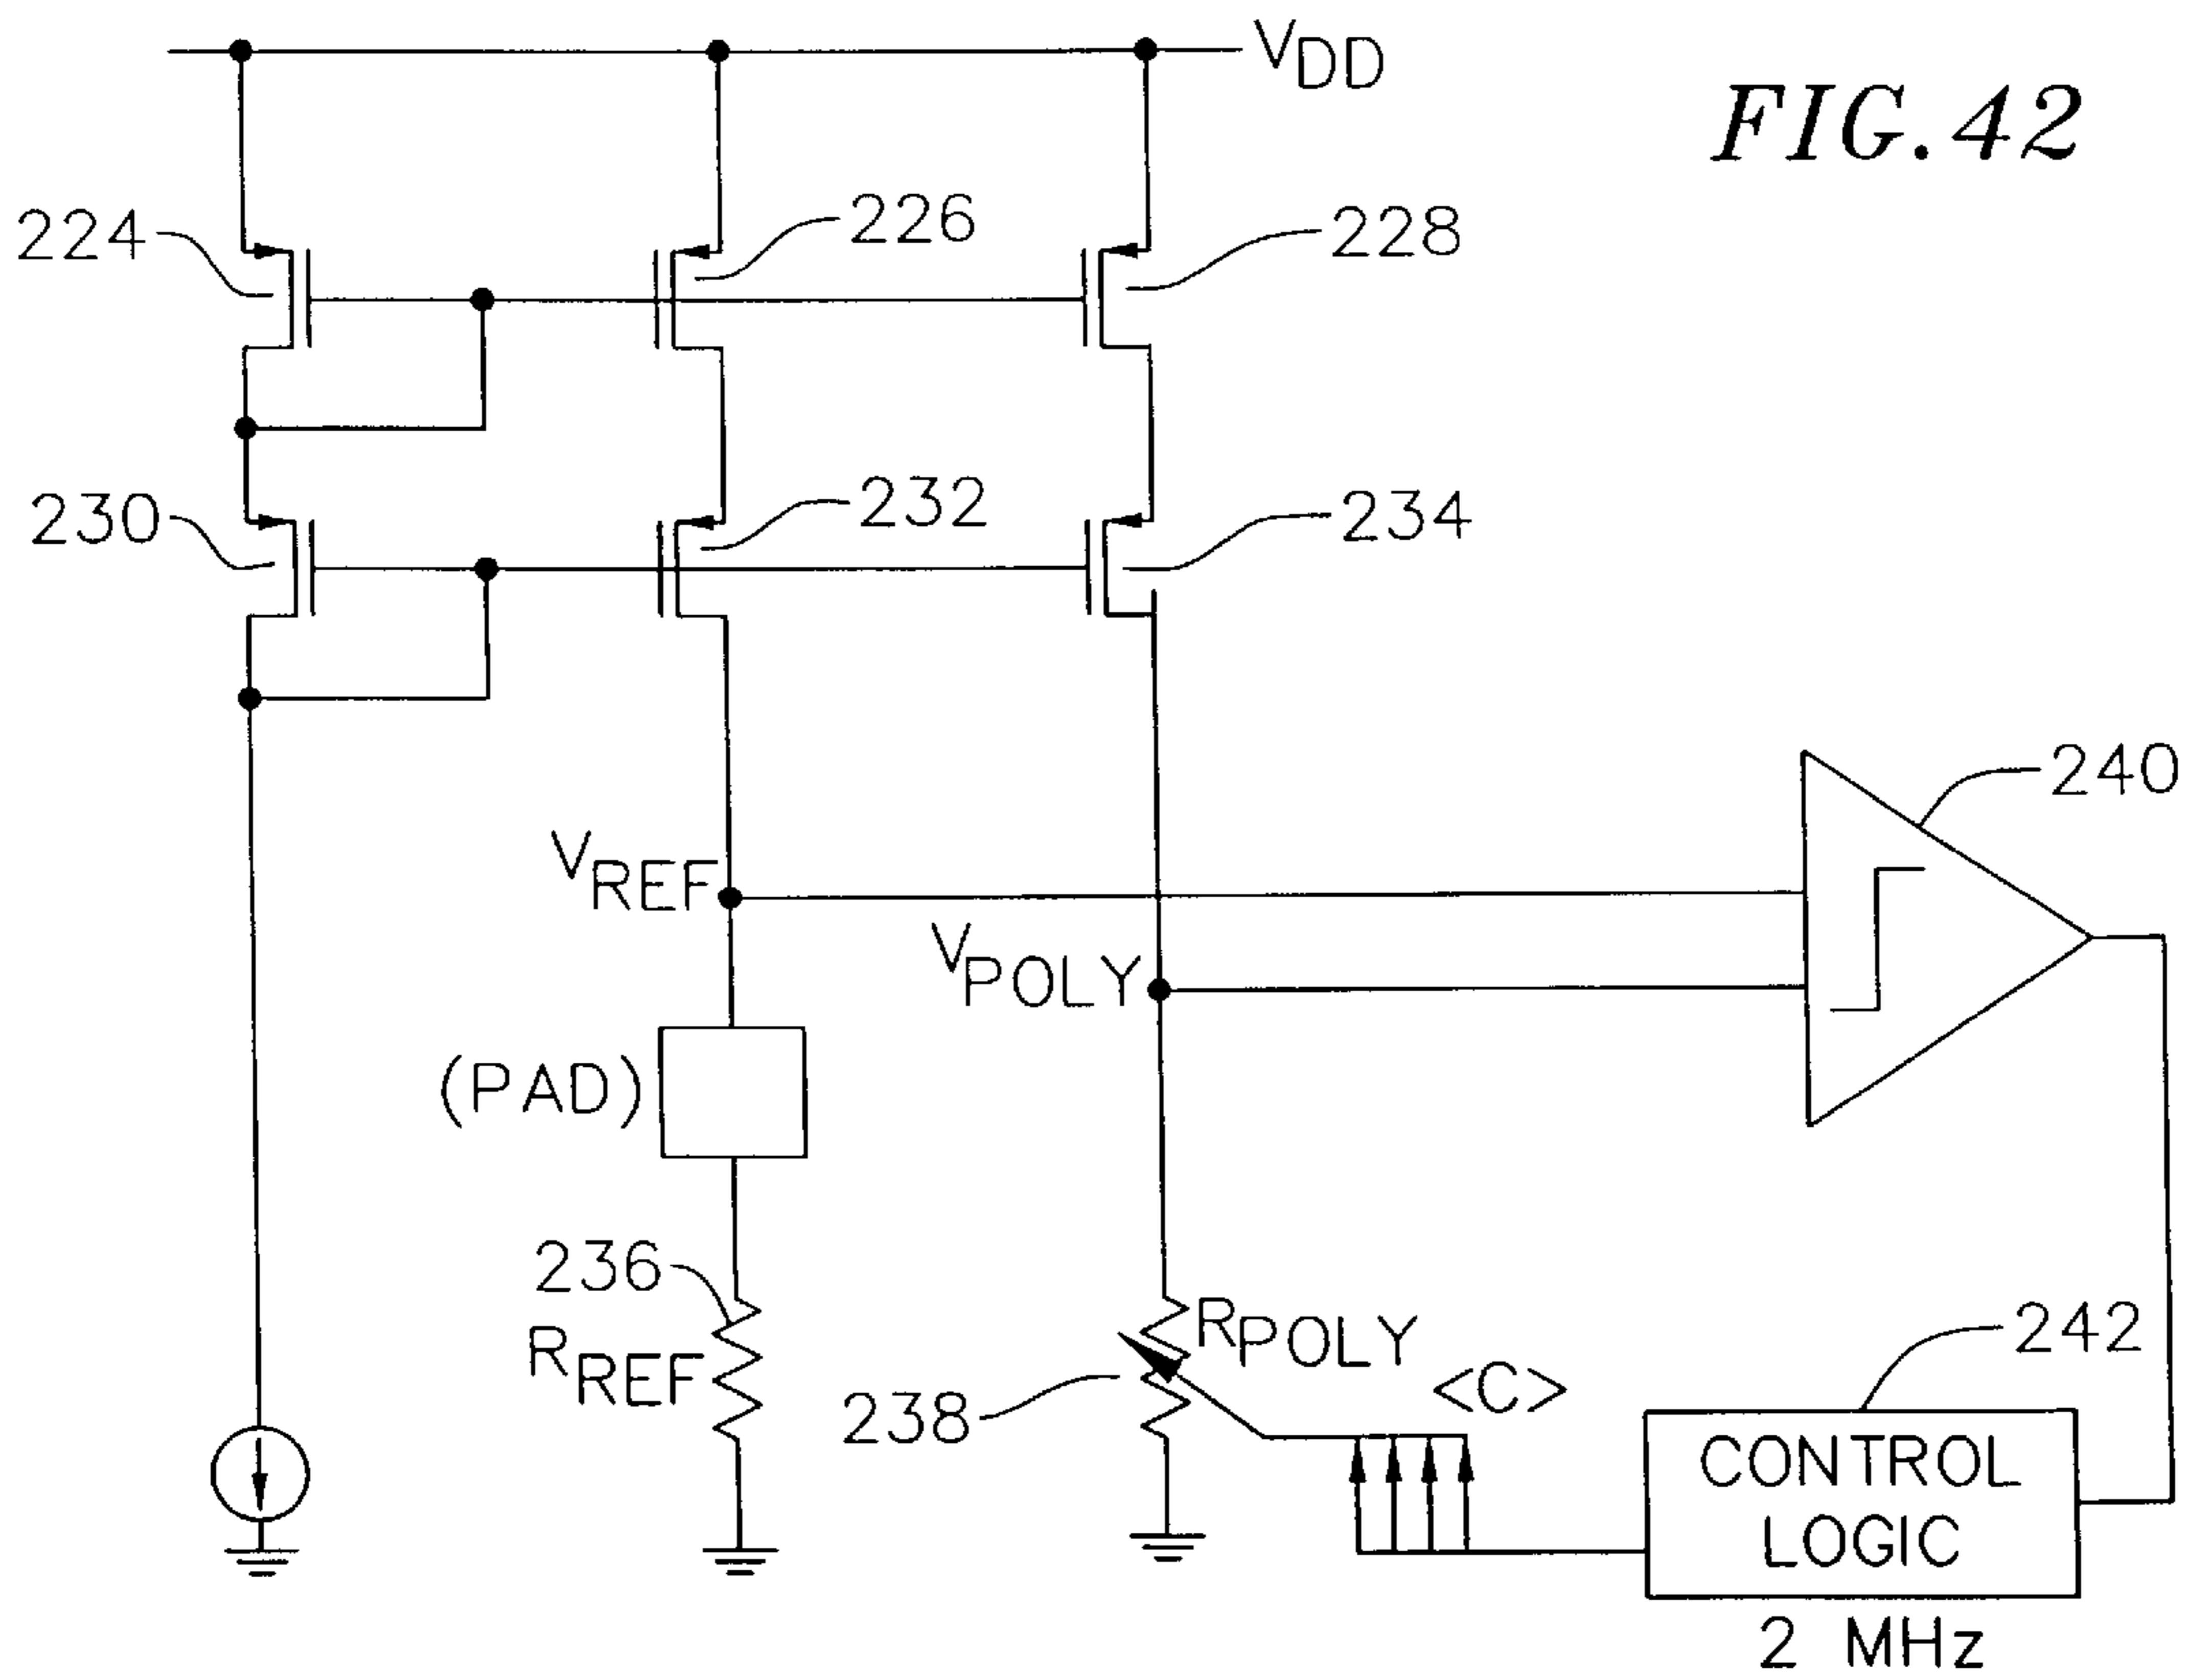 VDD
FIG. 42
224
226
228
230
232
234
240
VREF
VPOLY
(PAD)
236
RREF
RPOLY
238
<C>
242
CONTROL
LOGIC
2 MHz